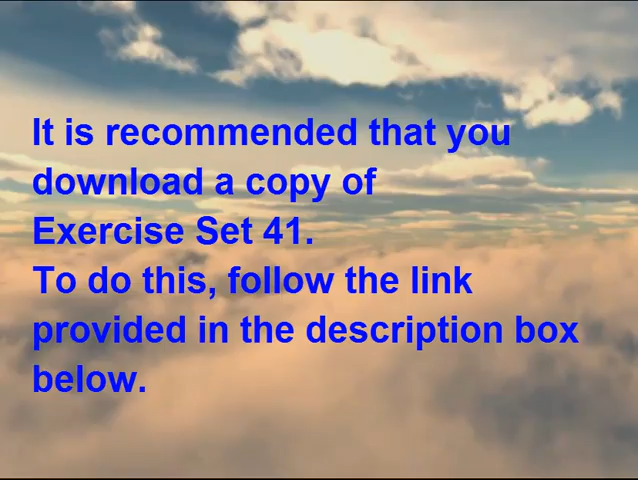 It is recommended that you
download a copy of
Exercise Set 41.
To do this, follow the link
provided in the description box
below.